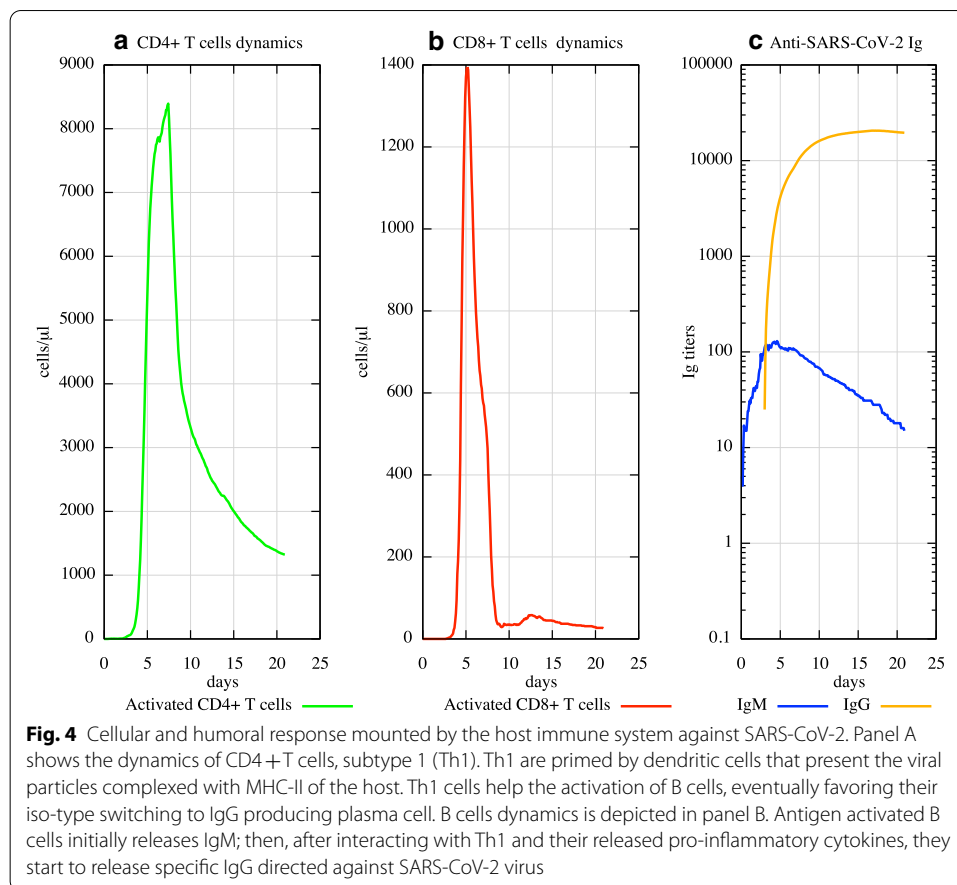 a CD4+ T cells dynamics
9000
8000
7000
6000
5000
4000
3000
2000
1000
0
cells/µl
0 5 10 15 20 25
days
Activated CD4+ T cells
b CD8+ T cells dynamics
1400
1200
1000
800
600
400
200
0
cells/µl
0 5 10 15 20 25
days
Activated CD8+ T cells
c Anti-SARS-CoV-2 Ig
100000
10000
1000
100
10
1
0.1
Ig titers
0 5 10 15 20 25
days
IgM IgG
Fig. 4 Cellular and humoral response mounted by the host immune system against SARS-CoV-2. Panel A
shows the dynamics of CD4+T cells, subtype 1 (Th1). Th1 are primed by dendritic cells that present the viral
particles complexed with MHC-II of the host. Th1 cells help the activation of B cells, eventually favoring their
iso-type switching to IgG producing plasma cell. B cells dynamics is depicted in panel B. Antigen activated B
cells initially releases IgM; then, after interacting with Th1 and their released pro-inflammatory cytokines, they
start to release specific IgG directed against SARS-CoV-2 virus